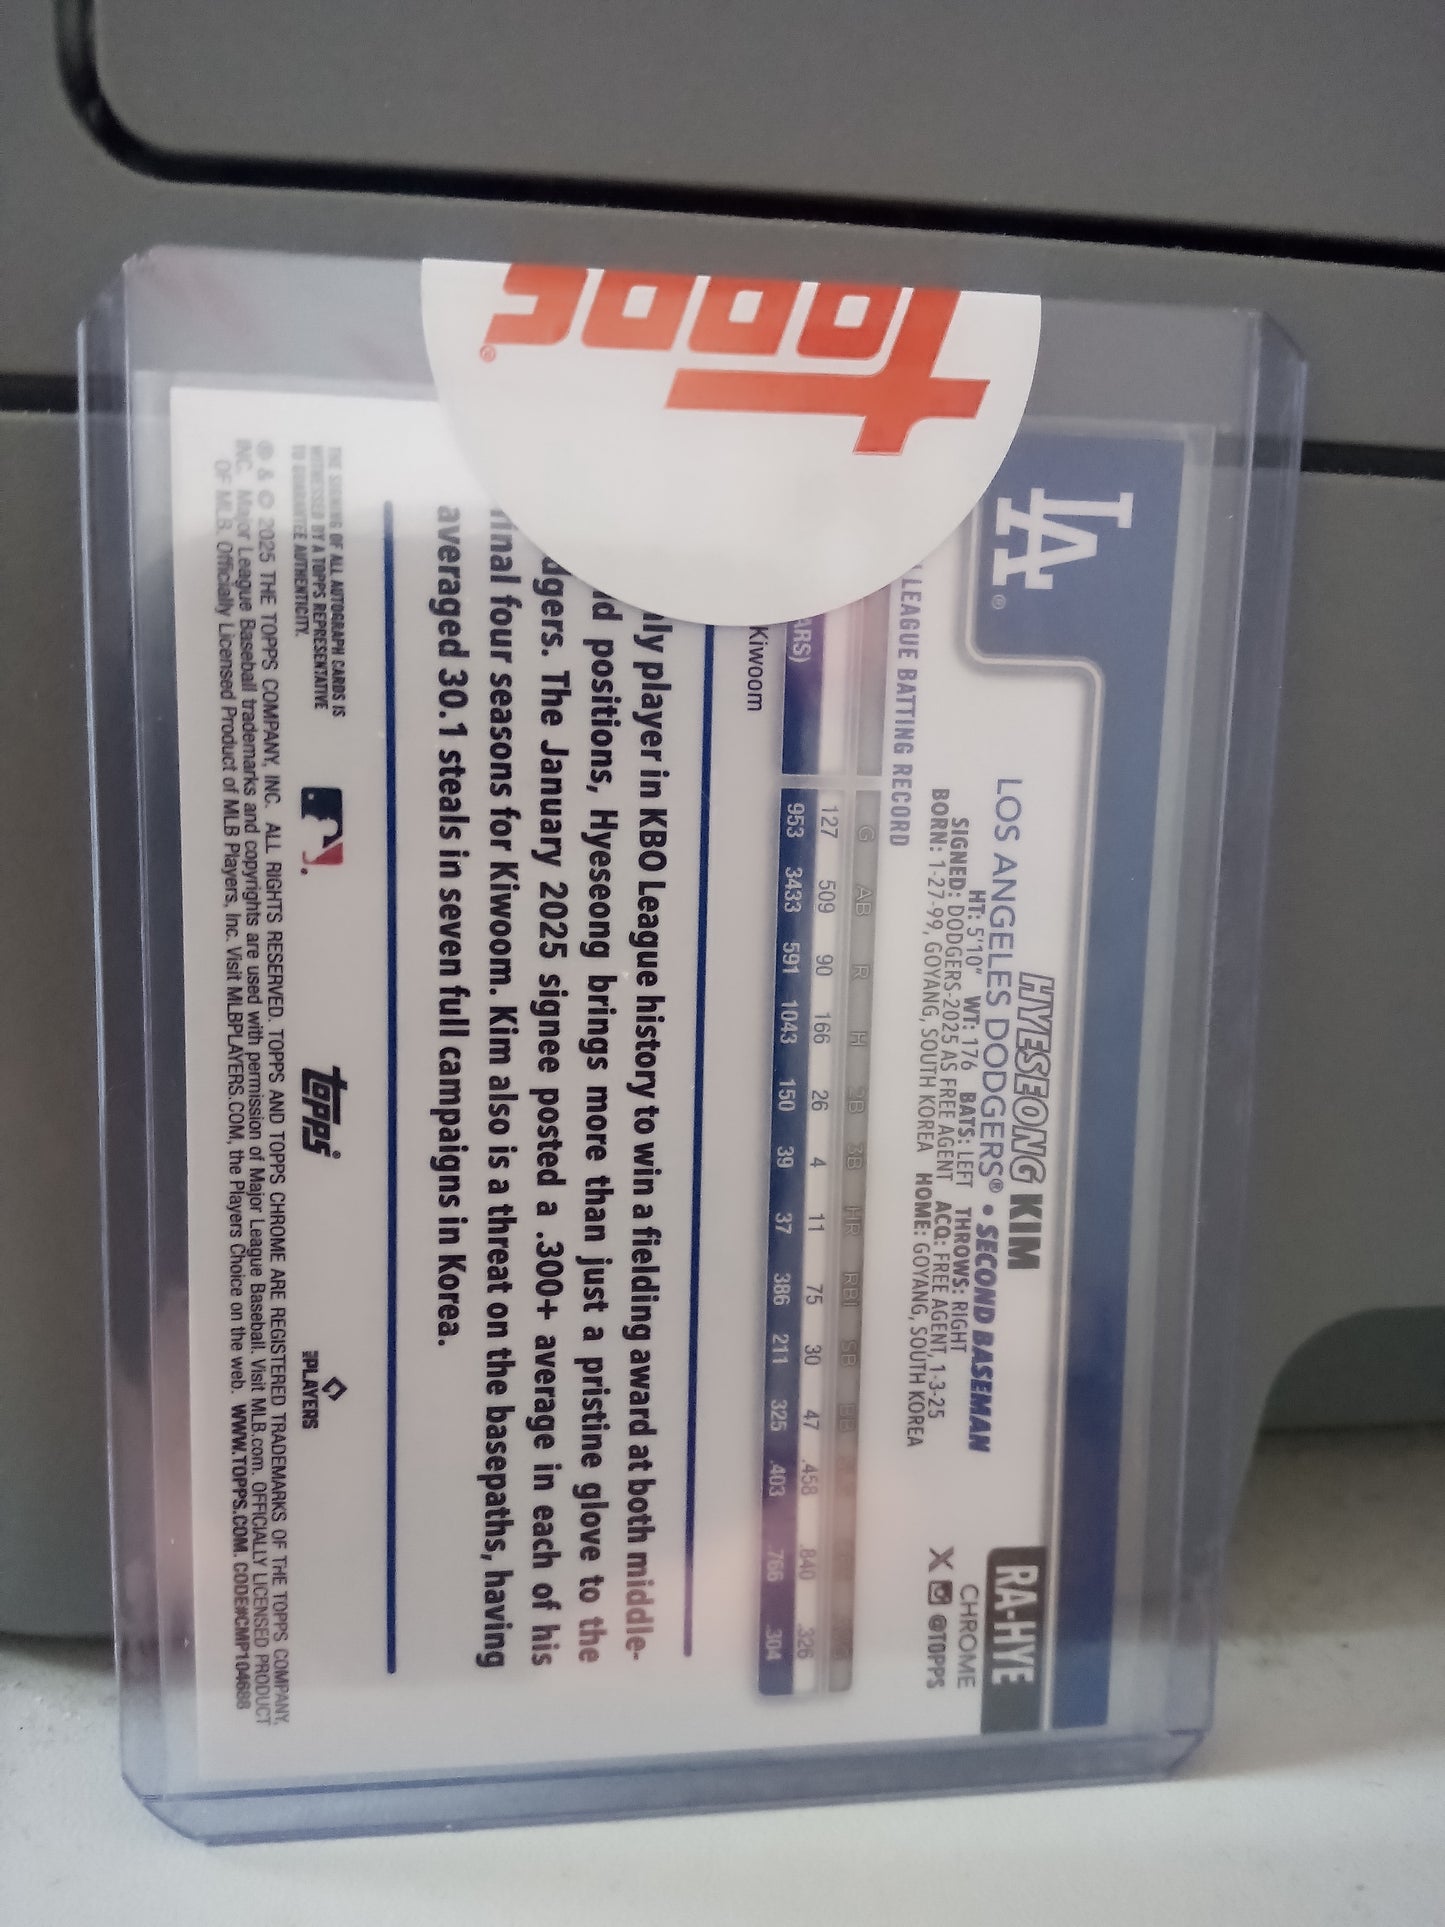 Topps
LA
HYESEONG KIM
RA-HYE
LOS ANGELES DODGERS® • SECOND BASEMAN
CHROME
HT: 5'10" WT: 176 BATS: LEFT THROWS: RIGHT
SIGNED: DODGERS-2025 AS FREE AGENT ACQ: FREE AGENT, 1-3-25
BORN: 1-27-99, GOYANG, SOUTH KOREA HOME: GOYANG, SOUTH KOREA
X @TOPPS
LEAGUE BATTING RECORD
G AB R H 2B 3B HR RBI SB BB
127 509 90 166 26 4 11 75 30 47 .458 .840 .326
ARS) 953 3433 591 1043 150 39 37 386 211 325 .403 .766 .304
Kiwoom
player in KBO League history to win a fielding award at both middle-
positions, Hyeseong brings more than just a pristine glove to the
dgers. The January 2025 signee posted a .300+ average in each of his
final four seasons for Kiwoom. Kim also is a threat on the basepaths, having
averaged 30.1 steals in seven full campaigns in Korea.
THE SIGNING OF ALL AUTOGRAPH CARDS IS
WITNESSED BY A TOPPS REPRESENTATIVE
TO GUARANTEE AUTHENTICITY.
Topps
PLAYERS
® & © 2025 THE TOPPS COMPANY, INC. ALL RIGHTS RESERVED. TOPPS AND TOPPS CHROME ARE REGISTERED TRADEMARKS OF THE TOPPS COMPANY,
INC. Major League Baseball trademarks and copyrights are used with permission of Major League Baseball. Visit MLB.com. OFFICIALLY LICENSED PRODUCT
OF MLB. Officially Licensed Product of MLB Players, Inc. Visit MLBPLAYERS.COM, the Players Choice on the web. WWW.TOPPS.COM. CODE#CMP104688